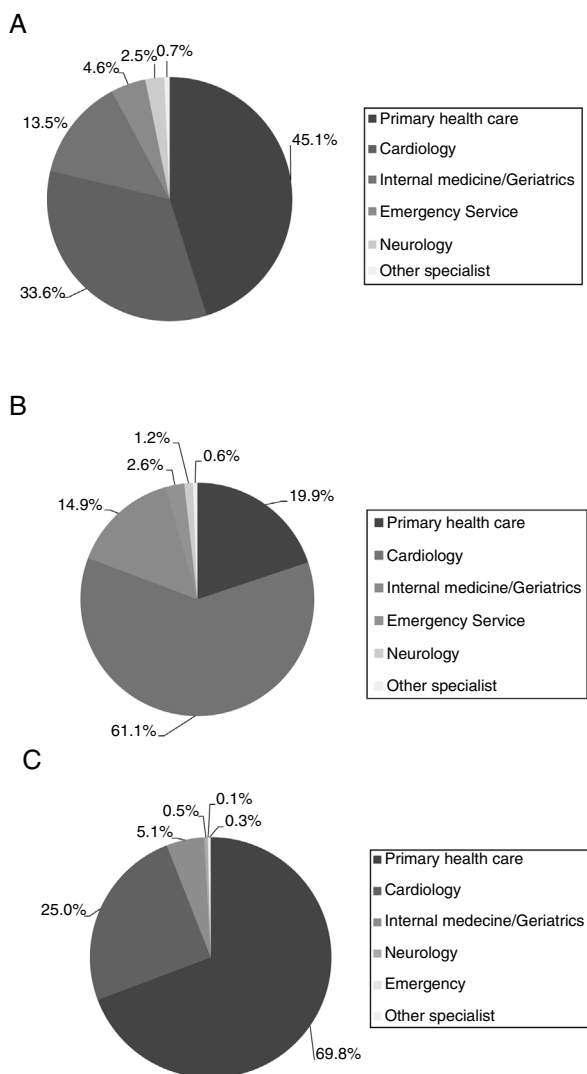 A
2.5% 0.7%
4.6%
13.5%
45.1%
33.6%
Primary health care
Cardiology
Internal medicine/Geriatrics
Emergency Service
Neurology
Other specialist
B
1.2%
0.6%
2.6%
14.9%
19.9%
61.1%
Primary health care
Cardiology
Internal medicine/Geriatrics
Emergency Service
Neurology
Other specialist
C
0.1%
0.5%
0.3%
5.1%
25.0%
69.8%
Primary health care
Cardiology
Internal medecine/Geriatrics
Neurology
Emergency
Other specialist